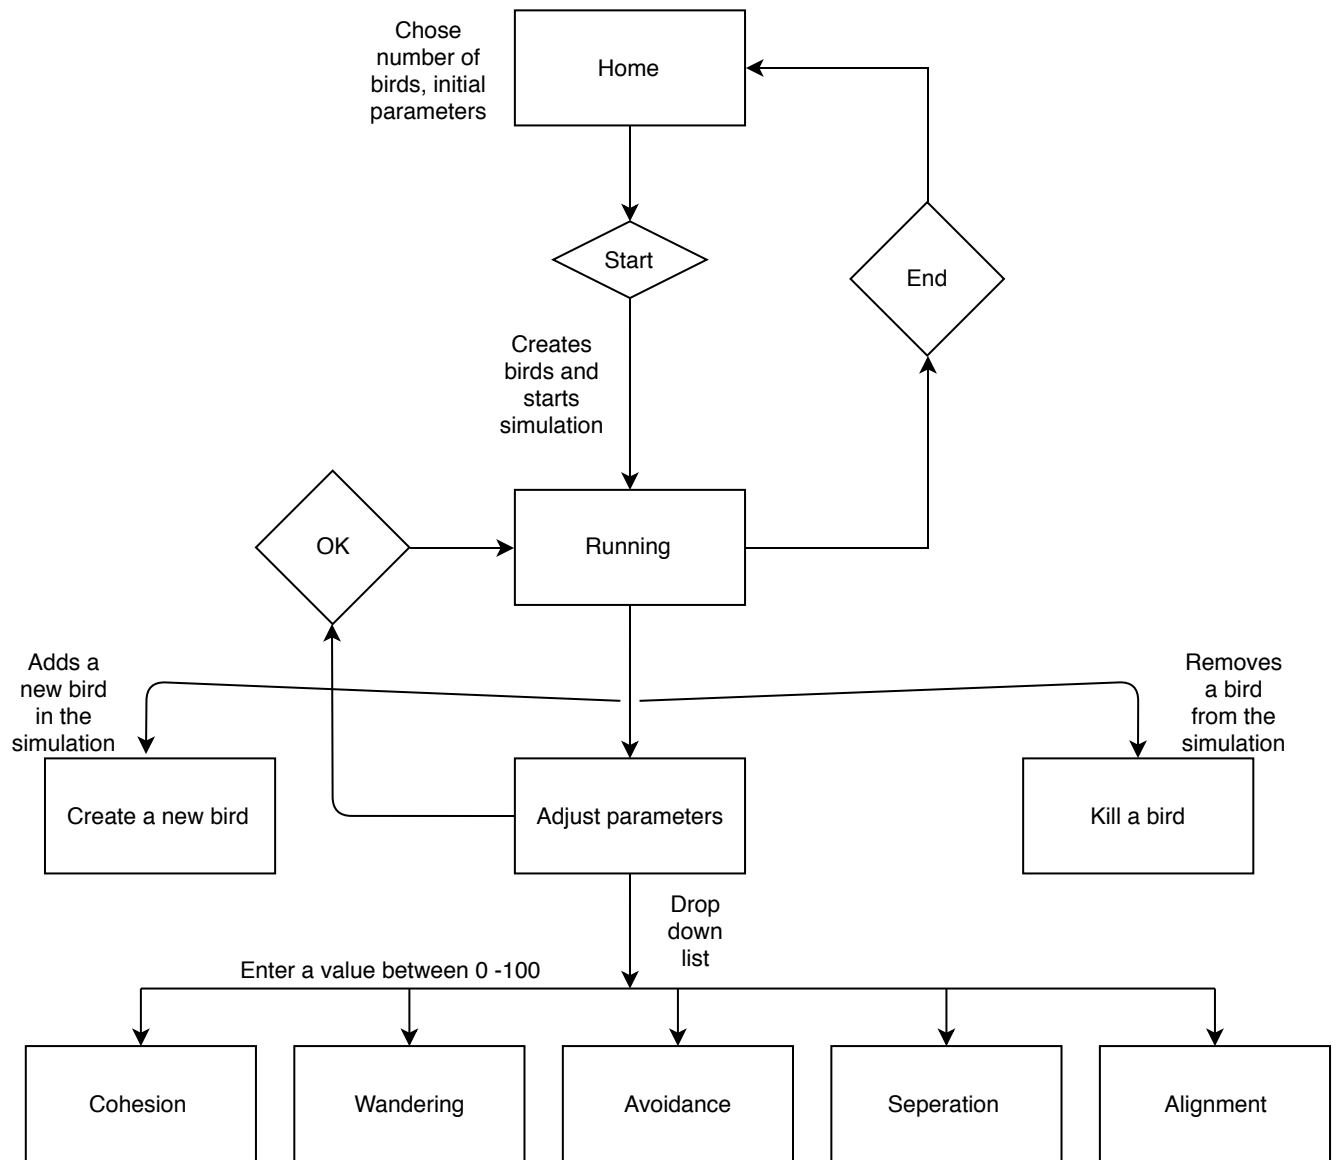 Chose
number of
birds, initial
parameters
Home
Start
End
Creates
birds and
starts
simulation
OK
Running
Adds a
new bird
in the
simulation
Removes
a bird
from the
simulation
Create a new bird
Adjust parameters
Kill a bird
Drop
down
list
Enter a value between 0 -100
Cohesion
Wandering
Avoidance
Seperation
Alignment